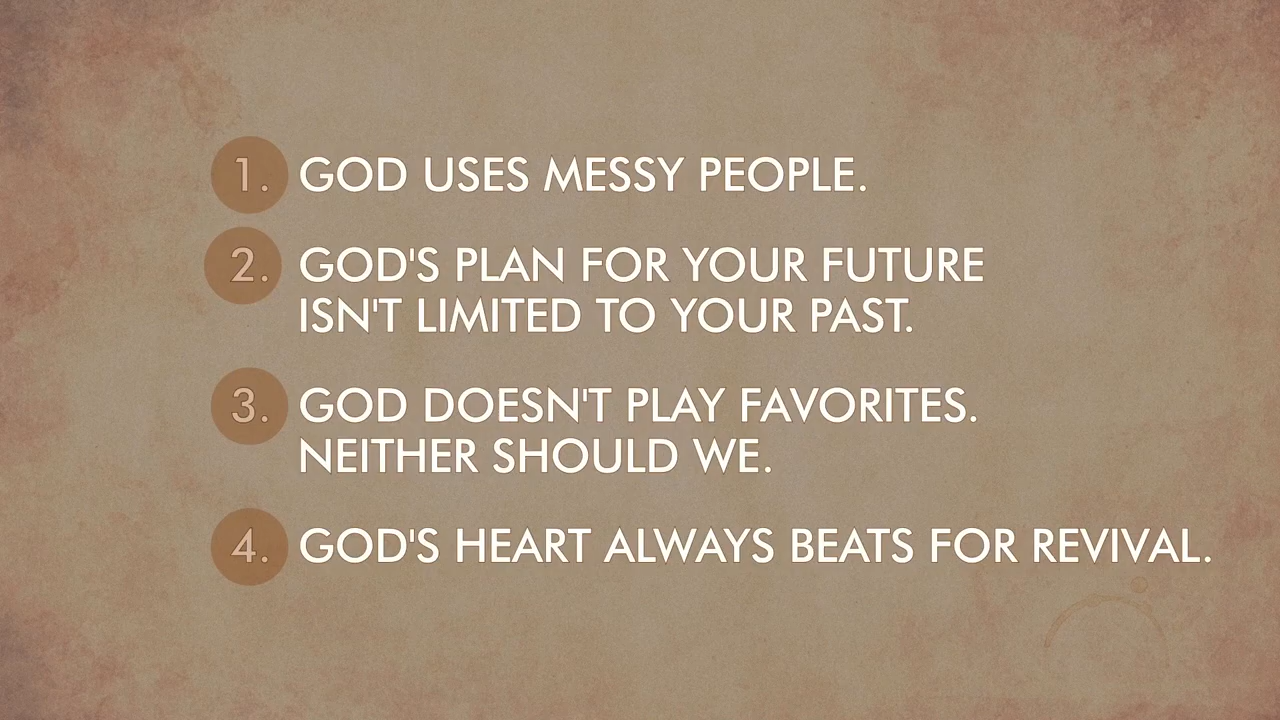 1. GOD USES MESSY PEOPLE.
2. GOD'S PLAN FOR YOUR FUTURE
ISN'T LIMITED TO YOUR PAST.
3. GOD DOESN'T PLAY FAVORITES.
NEITHER SHOULD WE.
4. GOD'S HEART ALWAYS BEATS FOR REVIVAL.